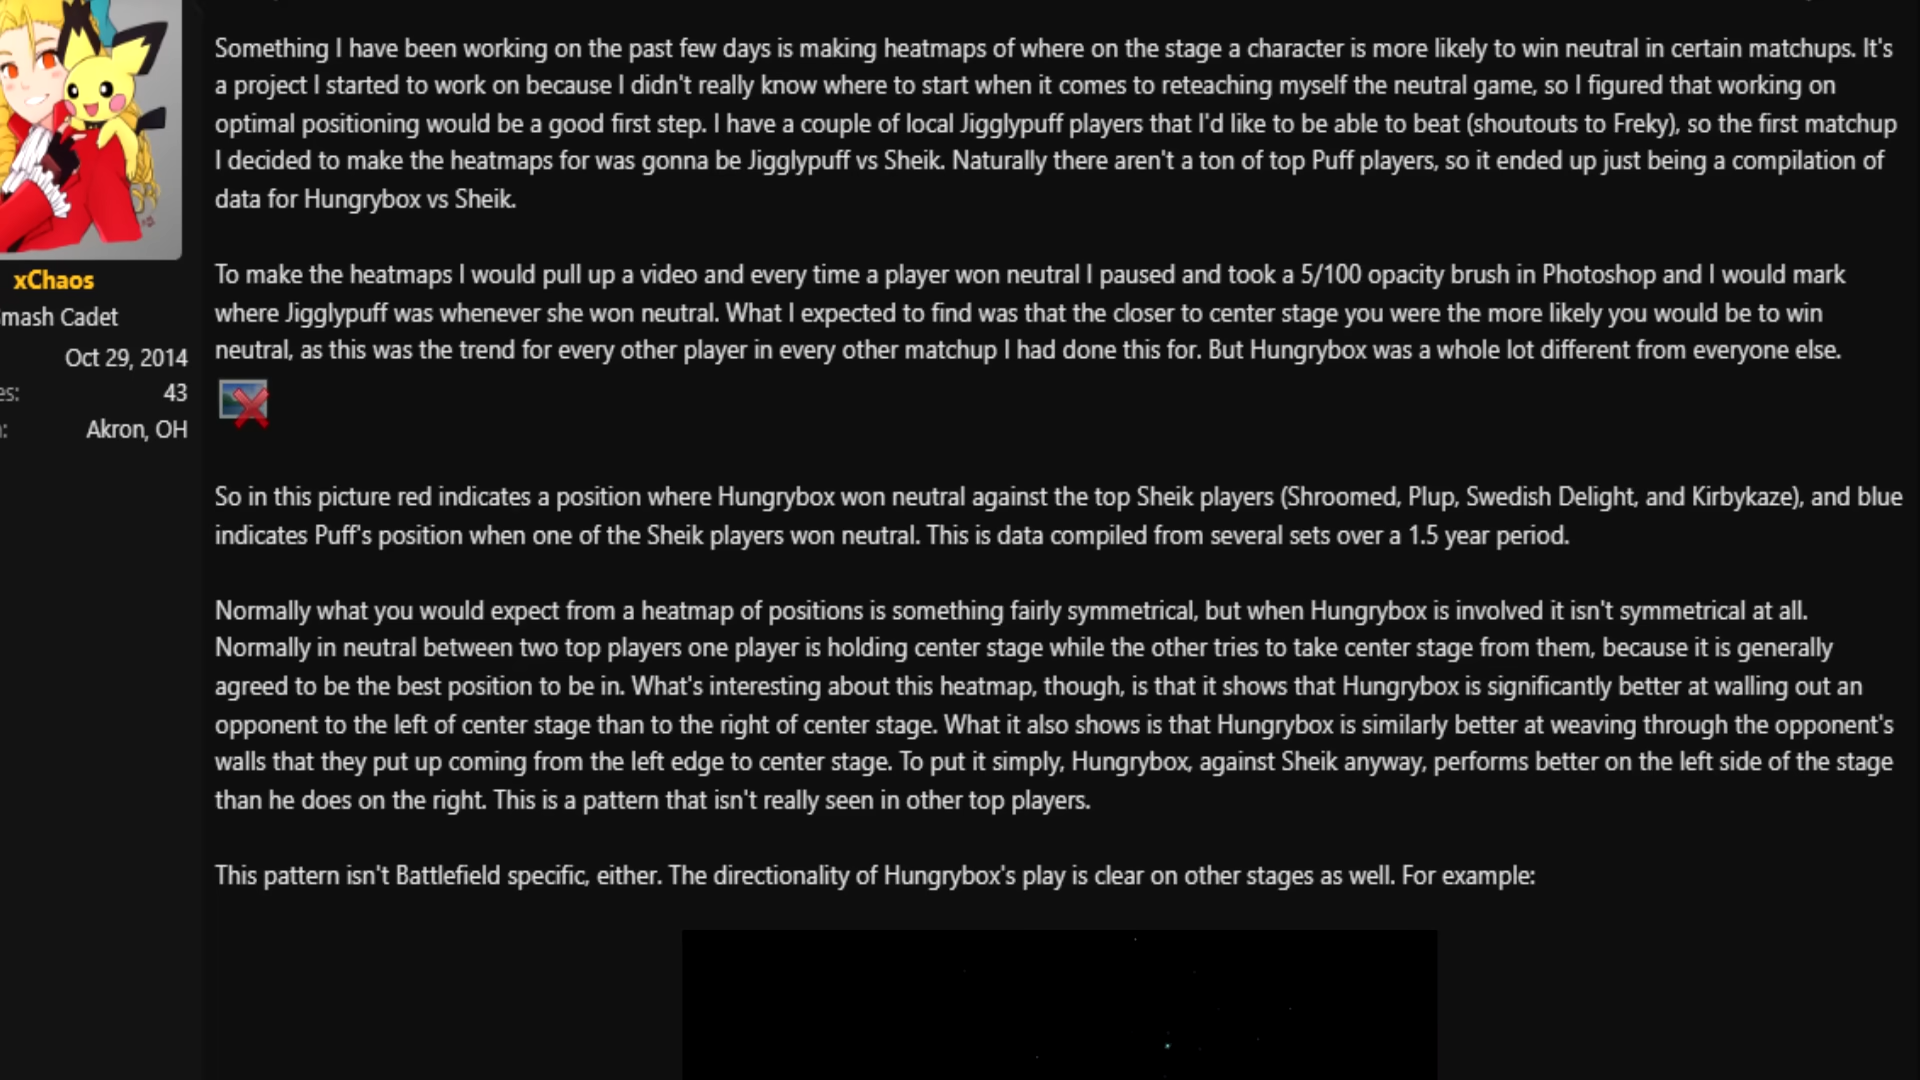 Something I have been working on the past few days is making heatmaps of where on the stage a character is more likely to win neutral in certain matchups. It's
a project I started to work on because I didn't really know where to start when it comes to reteaching myself the neutral game, so I figured that working on
optimal positioning would be a good first step. I have a couple of local Jigglypuff players that I'd like to be able to beat (shoutouts to Freky), so the first matchup
I decided to make the heatmaps for was gonna be Jigglypuff vs Sheik. Naturally there aren't a ton of top Puff players, so it ended up just being a compilation of
data for Hungrybox vs Sheik.
xChaos
mash Cadet
Oct 29, 2014
es:
43
:
Akron, OH
To make the heatmaps I would pull up a video and every time a player won neutral I paused and took a 5/100 opacity brush in Photoshop and I would mark
where Jigglypuff was whenever she won neutral. What I expected to find was that the closer to center stage you were the more likely you would be to win
neutral, as this was the trend for every other player in every other matchup I had done this for. But Hungrybox was a whole lot different from everyone else.
So in this picture red indicates a position where Hungrybox won neutral against the top Sheik players (Shroomed, Plup, Swedish Delight, and Kirbykaze), and blue
indicates Puff's position when one of the Sheik players won neutral. This is data compiled from several sets over a 1.5 year period.
Normally what you would expect from a heatmap of positions is something fairly symmetrical, but when Hungrybox is involved it isn't symmetrical at all.
Normally in neutral between two top players one player is holding center stage while the other tries to take center stage from them, because it is generally
agreed to be the best position to be in. What's interesting about this heatmap, though, is that it shows that Hungrybox is significantly better at walling out an
opponent to the left of center stage than to the right of center stage. What it also shows is that Hungrybox is similarly better at weaving through the opponent's
walls that they put up coming from the left edge to center stage. To put it simply, Hungrybox, against Sheik anyway, performs better on the left side of the stage
than he does on the right. This is a pattern that isn't really seen in other top players.
This pattern isn't Battlefield specific, either. The directionality of Hungrybox's play is clear on other stages as well. For example: